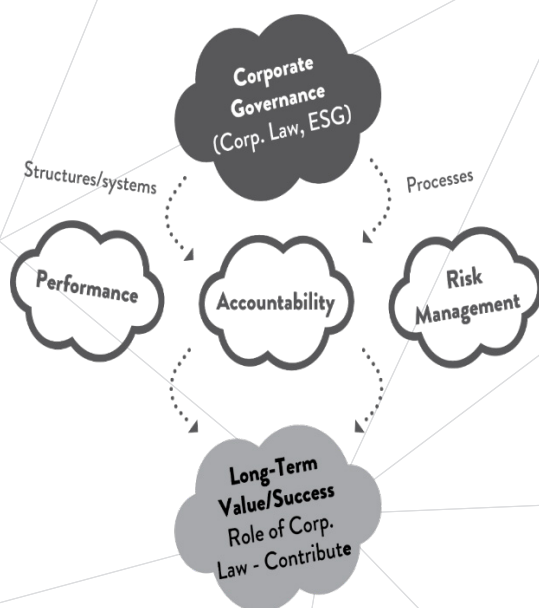 Corporate
Governance
(Corp. Law, ESG)
Structures/systems
Processes
Performance
Accountability
Risk
Management
Long-Term
Value/Success
Role of Corp.
Law - Contribute